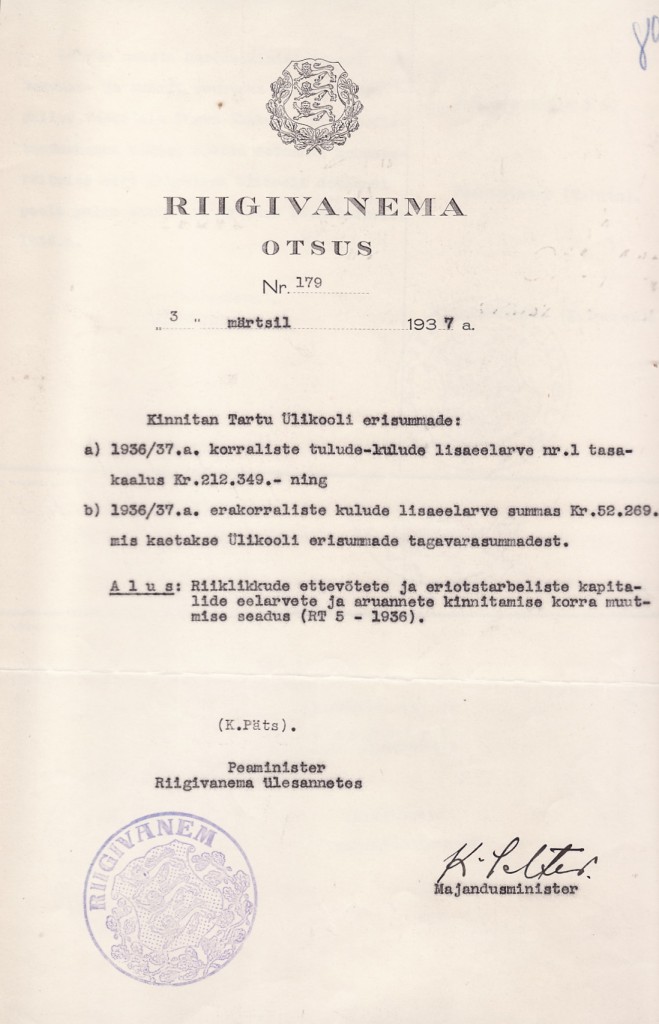 RIIGIVANEMA
OTSUS
Nr. 179
„ 3 " märtsil 1937 a.
Kinnitan Tartu Ülikooli erisummade:
a) 1936/37.a. korraliste tulude-kulude lisaeelarve nr.1 tasa-
kaalus Kr.212.349.- ning
b) 1936/37.a. erakorraliste kulude lisaeelarve summas Kr.52.269.
mis kaetakse Ülikooli erisummade tagavarasummadest.
Alus: Riiklikkude ettevõtete ja eriotstarbeliste kapita-
lide eelarvete ja aruannete kinnitamise korra muut-
mise seadus (RT 5 - 1936).
(K.Päts).
Peaminister
Riigivanema ülesannetes
RIIGIVANEM
K. Selter.
Majandusminister